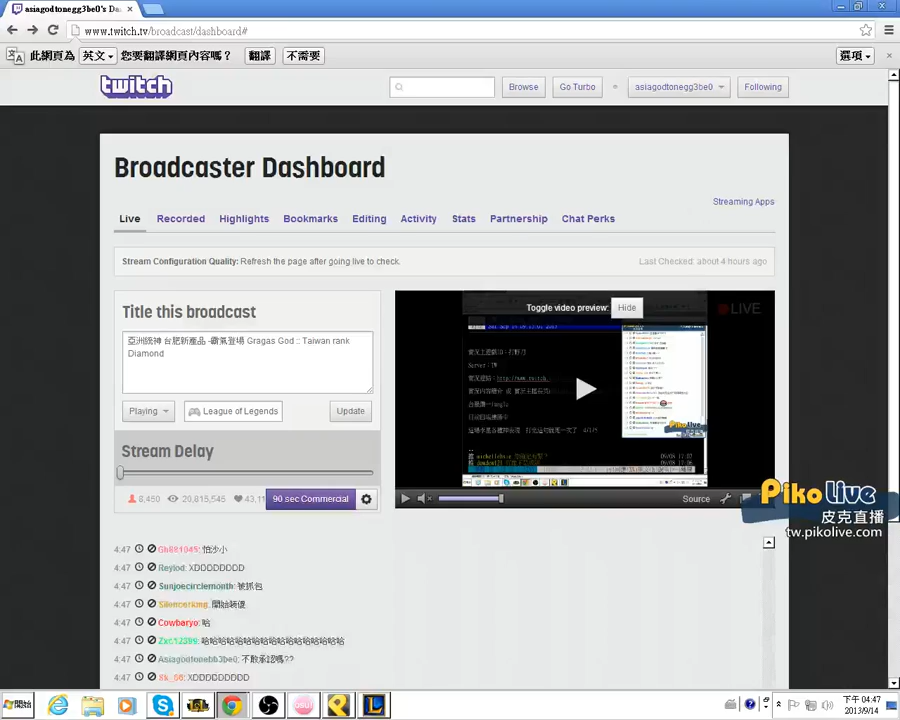 asiagodtonegg3be0's Da
www.twitch.tv/broadcast/dashboard#
此網頁為 英文 您要翻譯網頁內容嗎？ 翻譯 不需要 選項
twitch Browse Go Turbo asiagodtonegg3be0 Following
Broadcaster Dashboard
Streaming Apps
Live Recorded Highlights Bookmarks Editing Activity Stats Partnership Chat Perks
Stream Configuration Quality: Refresh the page after going live to check. Last Checked: about 4 hours ago
Title this broadcast
Toggle video preview: Hide LIVE
亞洲統神 台肥新產品 -霸氣登場 Gragas God :: Taiwan rank
Diamond
Playing League of Legends Update
Stream Delay
8,450 20,815,545 43,11 90 sec Commercial
Source
Piko Live
皮克直播
tw.pikolive.com
4:47 Gh881045: 怕沙小
4:47 Reylod: XDDDDDDDD
4:47 Sunjoecirclemonth: 被抓包
4:47 Silencerking: 開始裝傻
4:47 Cowbaryo: 哈
4:47 Zxc12399: 哈哈哈哈哈哈哈哈哈哈哈哈哈哈哈
4:47 Asiagodtonebb3be0: 不敢承認嗎??
4:47 Sk_66: XDDDDDDDDD
開始
下午 04:47
2013/9/14